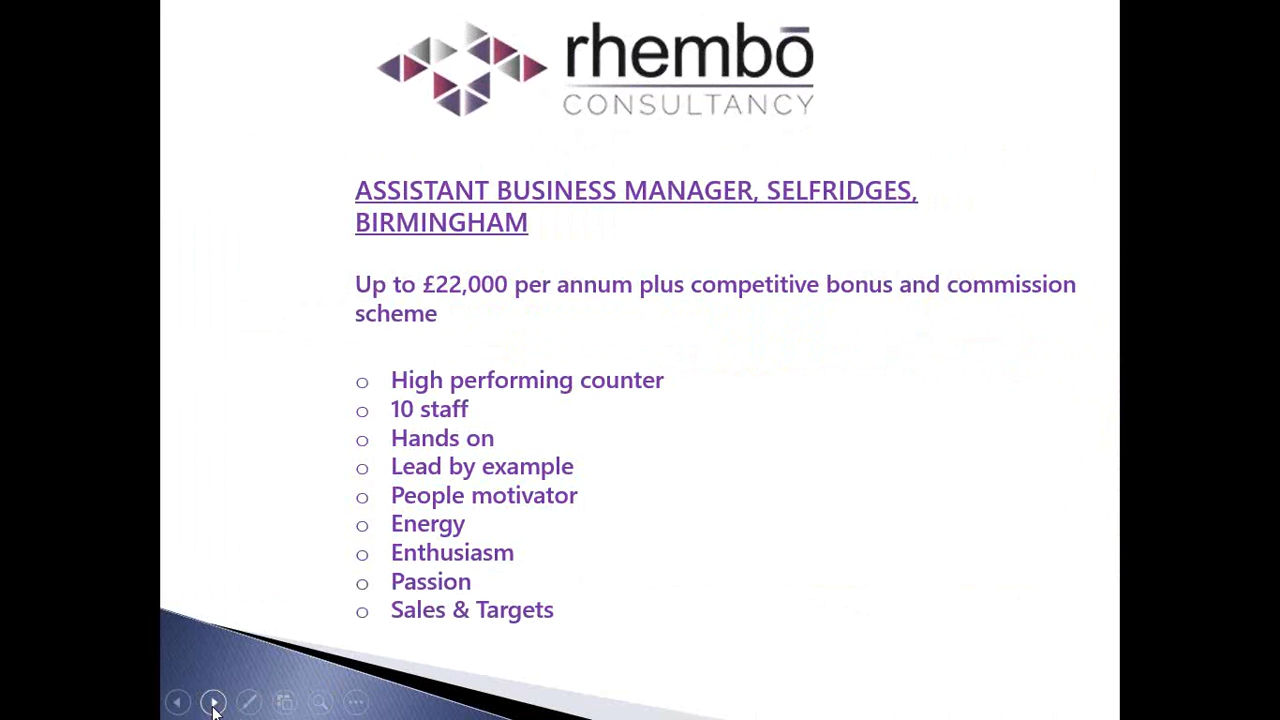 rhembō
CONSULTANCY
ASSISTANT BUSINESS MANAGER, SELFRIDGES,
BIRMINGHAM
Up to £22,000 per annum plus competitive bonus and commission
scheme
o High performing counter
o 10 staff
o Hands on
o Lead by example
o People motivator
o Energy
o Enthusiasm
o Passion
o Sales & Targets